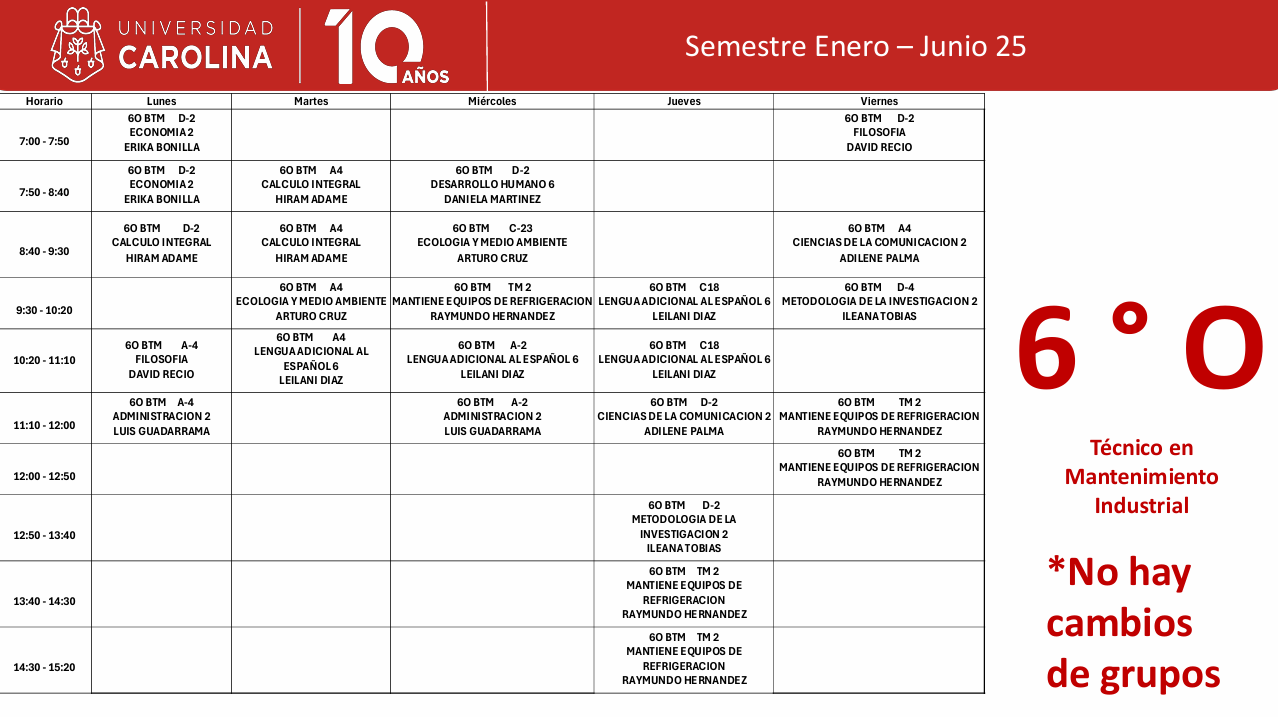 UNIVERSIDAD
CAROLINA
10 AÑOS
Semestre Enero – Junio 25
Horario Lunes Martes Miércoles Jueves Viernes
7:00 - 7:50
6O BTM D-2
ECONOMIA 2
ERIKA BONILLA
6O BTM D-2
FILOSOFIA
DAVID RECIO
7:50 - 8:40
6O BTM D-2
ECONOMIA 2
ERIKA BONILLA
6O BTM A4
CALCULO INTEGRAL
HIRAM ADAME
6O BTM D-2
DESARROLLO HUMANO 6
DANIELA MARTINEZ
8:40 - 9:30
6O BTM D-2
CALCULO INTEGRAL
HIRAM ADAME
6O BTM A4
CALCULO INTEGRAL
HIRAM ADAME
6O BTM C-23
ECOLOGIA Y MEDIO AMBIENTE
ARTURO CRUZ
6O BTM A4
CIENCIAS DE LA COMUNICACION 2
ADILENE PALMA
9:30 - 10:20
6O BTM A4
ECOLOGIA Y MEDIO AMBIENTE
ARTURO CRUZ
6O BTM TM 2
MANTIENE EQUIPOS DE REFRIGERACION
RAYMUNDO HERNANDEZ
6O BTM C18
LENGUA ADICIONAL AL ESPAÑOL 6
LEILANI DIAZ
6O BTM D-4
METODOLOGIA DE LA INVESTIGACION 2
ILEANA TOBIAS
10:20 - 11:10
6O BTM A-4
FILOSOFIA
DAVID RECIO
6O BTM A4
LENGUA ADICIONAL AL
ESPAÑOL 6
LEILANI DIAZ
6O BTM A-2
LENGUA ADICIONAL AL ESPAÑOL 6
LEILANI DIAZ
6O BTM C18
LENGUA ADICIONAL AL ESPAÑOL 6
LEILANI DIAZ
11:10 - 12:00
6O BTM A-4
ADMINISTRACION 2
LUIS GUADARRAMA
6O BTM A-2
ADMINISTRACION 2
LUIS GUADARRAMA
6O BTM D-2
CIENCIAS DE LA COMUNICACION 2
ADILENE PALMA
6O BTM TM 2
MANTIENE EQUIPOS DE REFRIGERACION
RAYMUNDO HERNANDEZ
12:00 - 12:50
6O BTM TM 2
MANTIENE EQUIPOS DE REFRIGERACION
RAYMUNDO HERNANDEZ
12:50 - 13:40
6O BTM D-2
METODOLOGIA DE LA
INVESTIGACION 2
ILEANA TOBIAS
13:40 - 14:30
6O BTM TM 2
MANTIENE EQUIPOS DE
REFRIGERACION
RAYMUNDO HERNANDEZ
14:30 - 15:20
6O BTM TM 2
MANTIENE EQUIPOS DE
REFRIGERACION
RAYMUNDO HERNANDEZ
6 ° O
Técnico en
Mantenimiento
Industrial
*No hay
cambios
de grupos